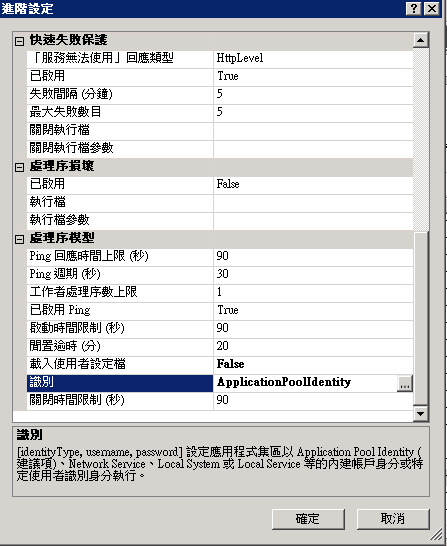 進階設定
快速失敗保護
「服務無法使用」回應類型 HttpLevel
已啟用 True
失敗間隔 (分鐘) 5
最大失敗數目 5
關閉執行檔
關閉執行檔參數
處理序損壞
已啟用 False
執行檔
執行檔參數
處理序模型
Ping 回應時間上限 (秒) 90
Ping 週期 (秒) 30
工作者處理序數上限 1
已啟用 Ping True
啟動時間限制 (秒) 90
閒置逾時 (分) 20
載入使用者設定檔 False
識別 ApplicationPoolIdentity ...
關閉時間限制 (秒) 90
識別
[identityType, username, password] 設定應用程式集區以 Application Pool Identity (
建議項)、Network Service、Local System 或 Local Service 等的內建帳戶身分或特
定使用者識別身分執行。
確定 取消